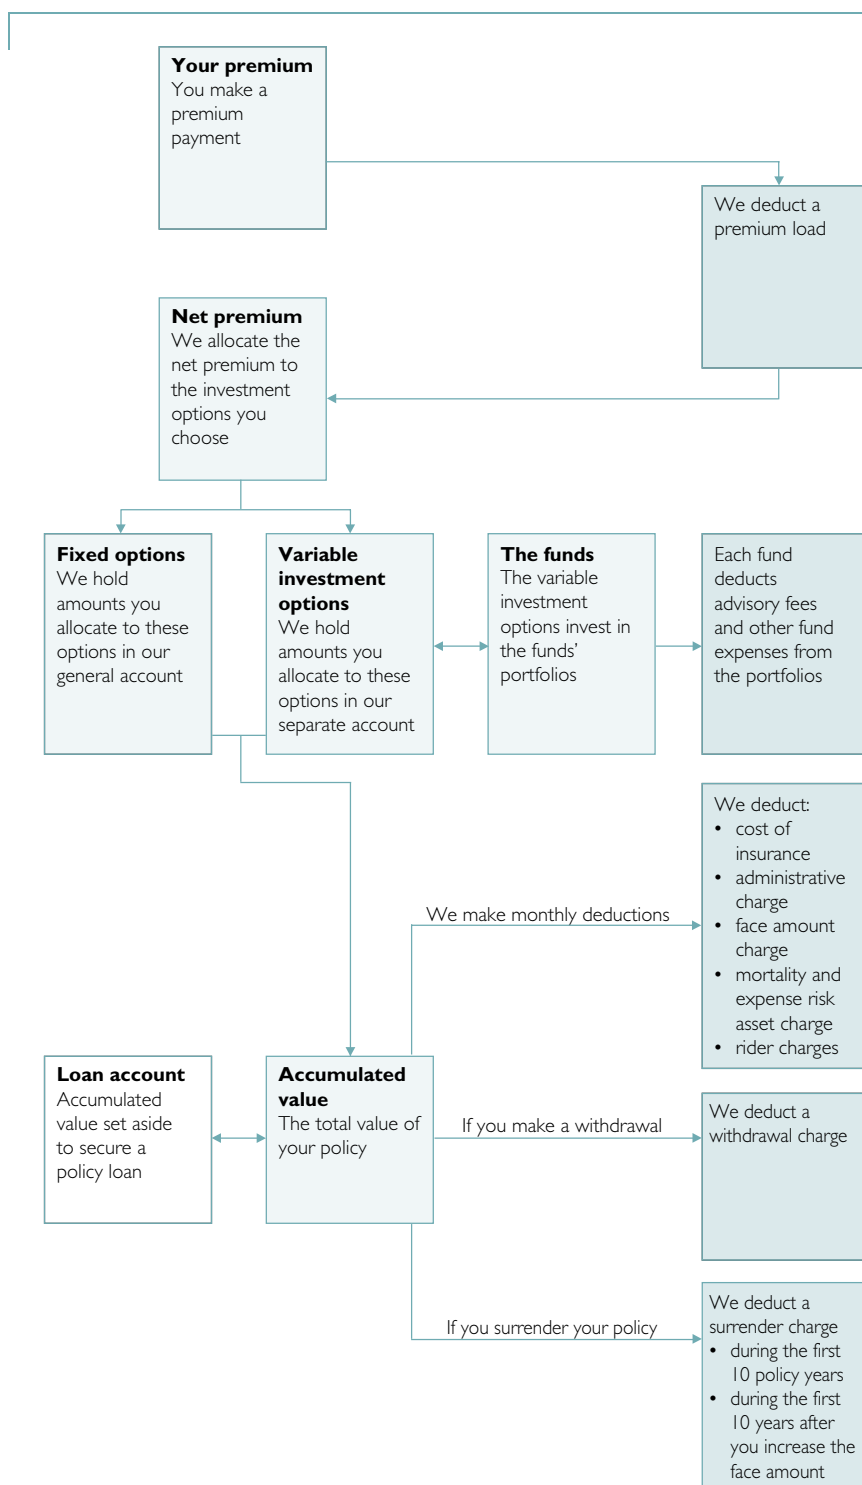 Your premium
You make a
premium
payment
We deduct a
premium load
Net premium
We allocate the
net premium to
the investment
options you
choose
Fixed options
We hold
amounts you
allocate to these
options in our
general account
Variable
investment
options
We hold
amounts you
allocate to these
options in our
separate account
The funds
The variable
investment
options invest in
the funds’
portfolios
Each fund
deducts
advisory fees
and other fund
expenses from
the portfolios
We make monthly deductions
We deduct:
• cost of
insurance
• administrative
charge
• face amount
charge
• mortality and
expense risk
asset charge
• rider charges
Loan account
Accumulated
value set aside
to secure a
policy loan
Accumulated
value
The total value of
your policy
If you make a withdrawal
We deduct a
withdrawal charge
If you surrender your policy
We deduct a
surrender charge
• during the first
10 policy years
• during the first
10 years after
you increase the
face amount